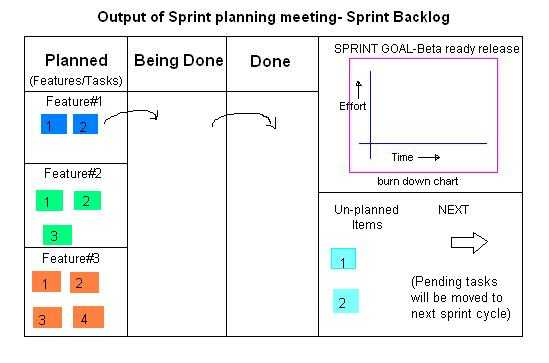 Output of Sprint planning meeting- Sprint Backlog
Planned
(Features/Tasks)
Being Done
Done
Feature#1
1 2
Feature#2
1 2
3
Feature#3
1 2
3 4
SPRINT GOAL-Beta ready release
Effort
Time
burn down chart
Un-planned
Items
1
2
NEXT
(Pending tasks
will be moved to
next sprint cycle)